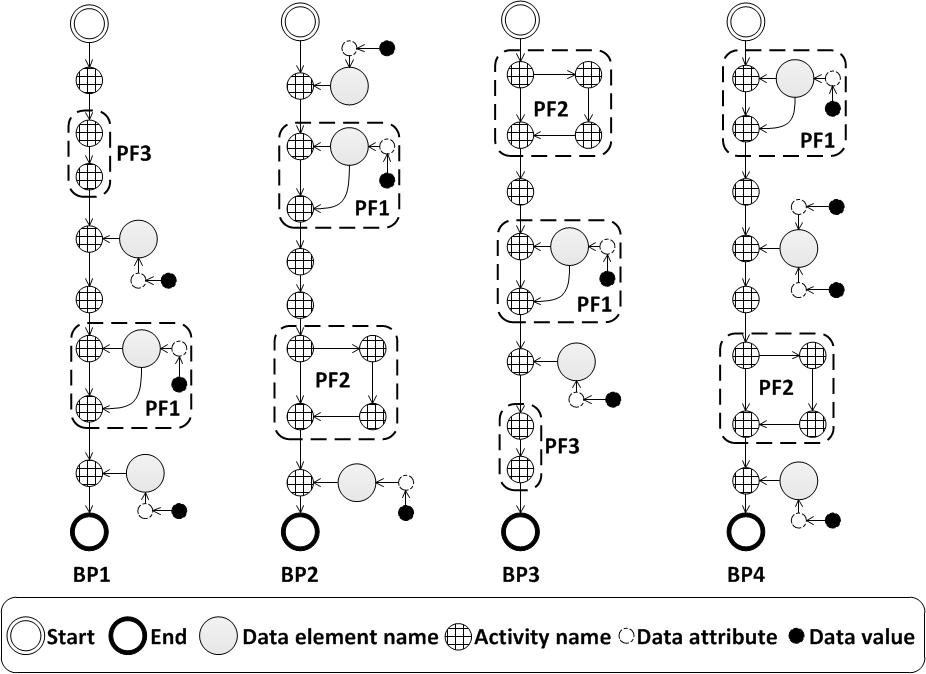 PF3
PF1
BP1
PF1
PF2
BP2
PF2
PF1
PF3
BP3
PF1
PF2
BP4
Start End Data element name Activity name Data attribute Data value